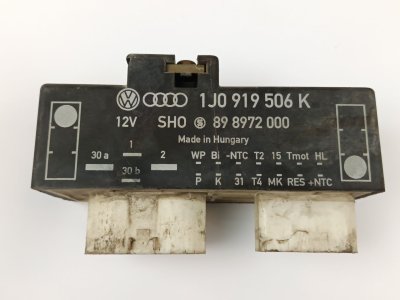 1J0 919 506 K
12V SHO S 89 8972 000
Made in Hungary
1
30 a 2 WP Bi -NTC T2 15 Tmot HL
30 b P K 31 T4 MK RES +NTC